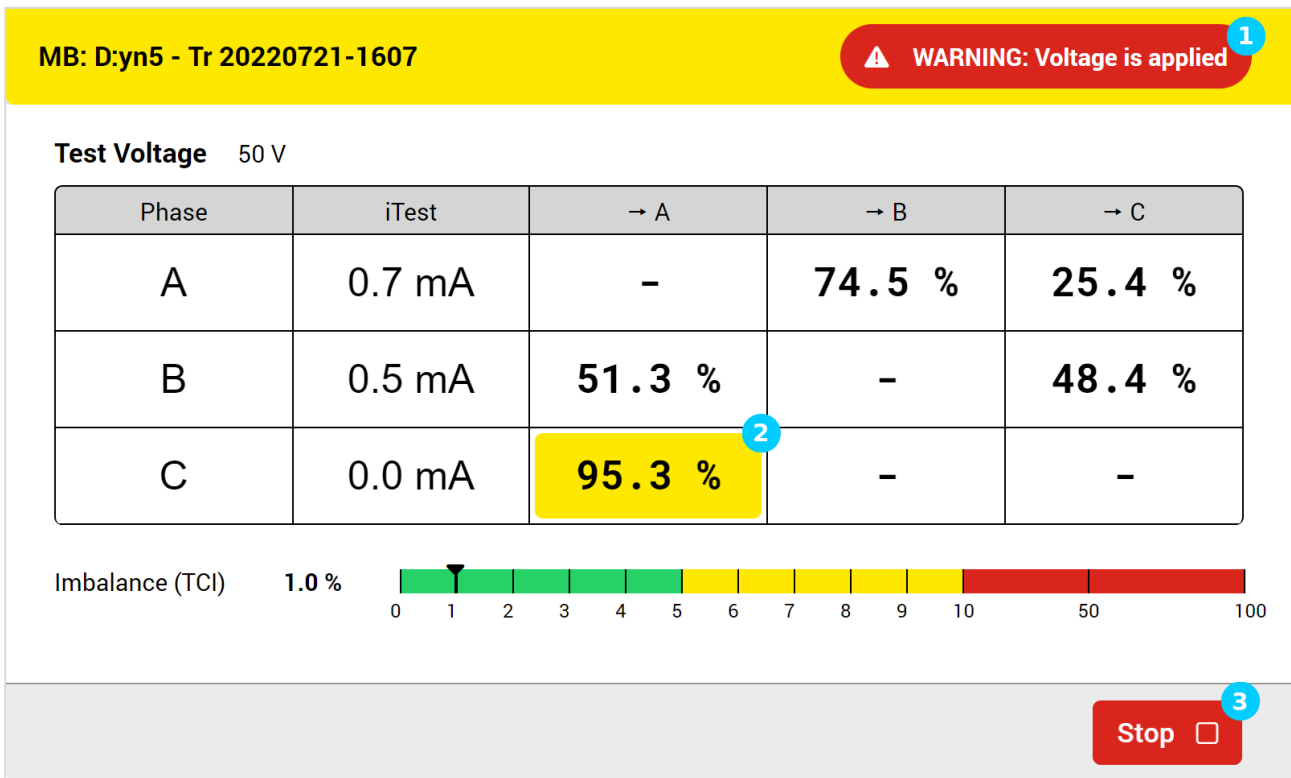 MB: D:yn5 - Tr 20220721-1607
WARNING: Voltage is applied
1
Test Voltage 50 V
Phase iTest → A → B → C
A 0.7 mA – 74.5 % 25.4 %
B 0.5 mA 51.3 % – 48.4 %
2
C 0.0 mA 95.3 % – –
Imbalance (TCI) 1.0 %
0 1 2 3 4 5 6 7 8 9 10 50 100
3
Stop